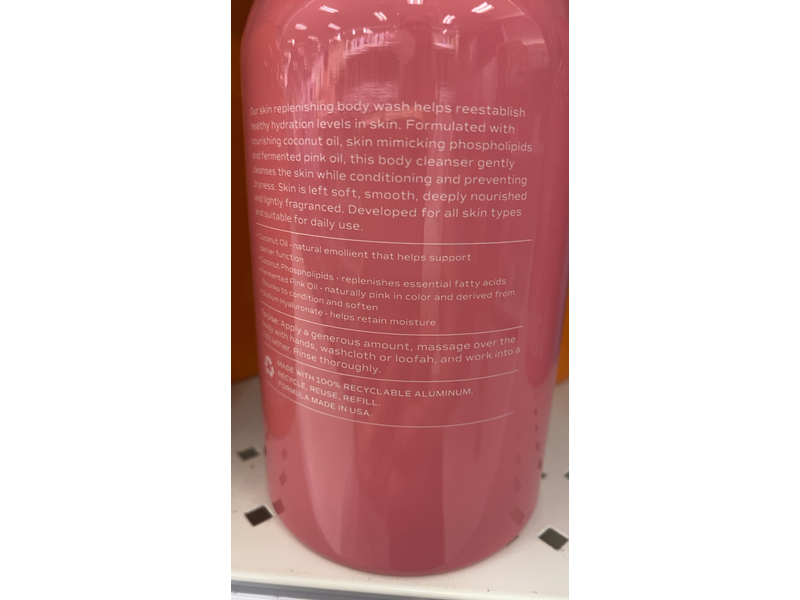 Our skin replenishing body wash helps reestablish
healthy hydration levels in skin. Formulated with
nourishing coconut oil, skin mimicking phospholipids
and fermented pink oil, this body cleanser gently
cleanses the skin while conditioning and preventing
dryness. Skin is left soft, smooth, deeply nourished
and lightly fragranced. Developed for all skin types
and suitable for daily use.
• Coconut Oil - natural emollient that helps support
barrier function
• Coconut Phospholipids - replenishes essential fatty acids
• Fermented Pink Oil - naturally pink in color and derived from
to condition and soften
• Sodium Hyaluronate - helps retain moisture
To Use: Apply a generous amount, massage over the
body with hands, washcloth or loofah, and work into a
lather. Rinse thoroughly.
MADE WITH 100% RECYCLABLE ALUMINUM.
RECYCLE, REUSE, REFILL.
FORMULA MADE IN USA.